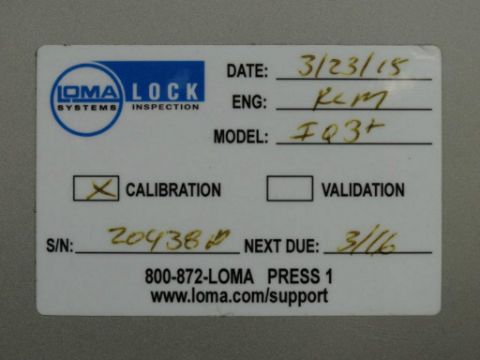 LOMA SYSTEMS LOCK INSPECTION
DATE: 3/23/15
ENG: RCM
MODEL: IQ3+
X CALIBRATION VALIDATION
S/N: NEXT DUE: 3/16
800-872-LOMA PRESS 1
www.loma.com/support